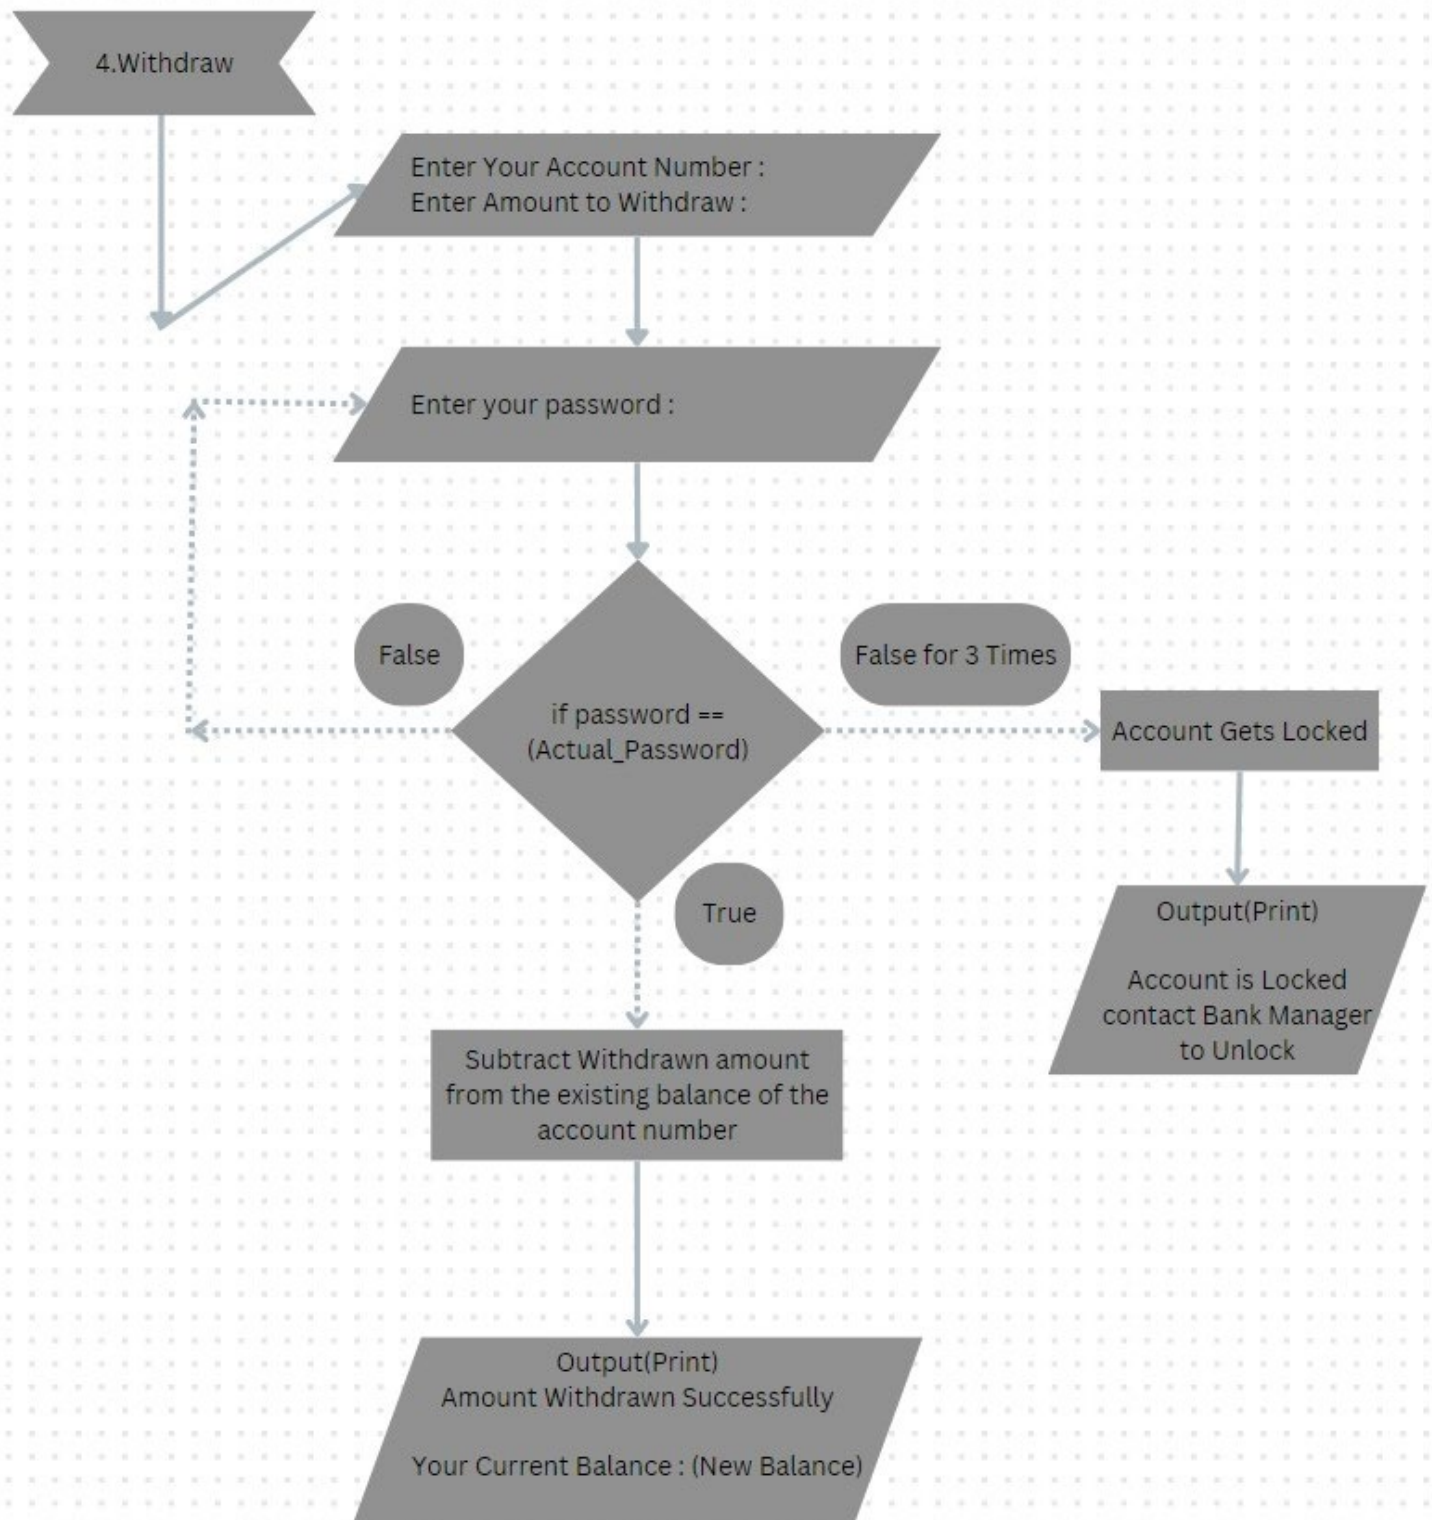 4.Withdraw
Enter Your Account Number :
Enter Amount to Withdraw :
Enter your password :
False
False for 3 Times
if password ==
(Actual_Password)
Account Gets Locked
True
Output(Print)
Account is Locked
contact Bank Manager
to Unlock
Subtract Withdrawn amount
from the existing balance of the
account number
Output(Print)
Amount Withdrawn Successfully
Your Current Balance : (New Balance)